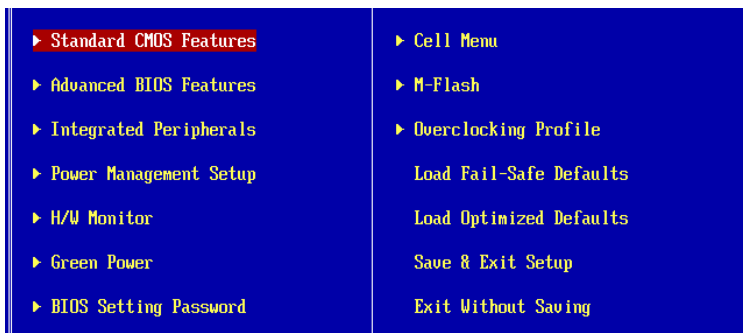 Standard CMOS Features
Advanced BIOS Features
Integrated Peripherals
Power Management Setup
H/W Monitor
Green Power
BIOS Setting Password
Cell Menu
M-Flash
Overclocking Profile
Load Fail-Safe Defaults
Load Optimized Defaults
Save & Exit Setup
Exit Without Saving